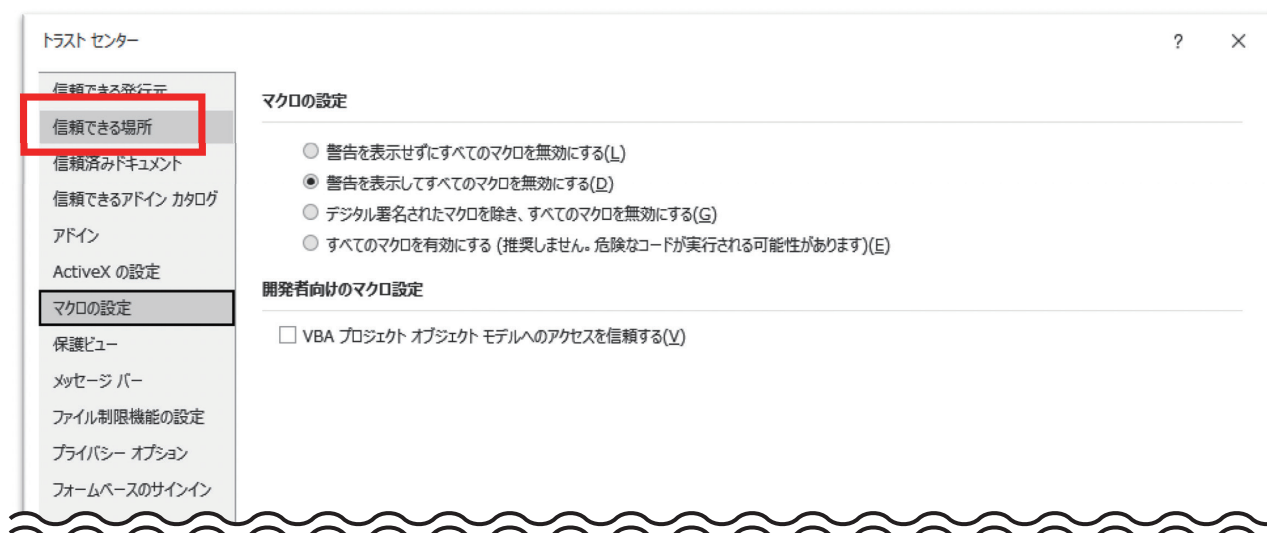 トラスト センター
? ×
信頼できる発行元
信頼できる場所
信頼済みドキュメント
信頼できるアドイン カタログ
アドイン
ActiveX の設定
マクロの設定
保護ビュー
メッセージ バー
ファイル制限機能の設定
プライバシー オプション
フォームベースのサインイン
マクロの設定
警告を表示せずにすべてのマクロを無効にする(L)
警告を表示してすべてのマクロを無効にする(D)
デジタル署名されたマクロを除き、すべてのマクロを無効にする(G)
すべてのマクロを有効にする (推奨しません。危険なコードが実行される可能性があります)(E)
開発者向けのマクロ設定
VBA プロジェクト オブジェクト モデルへのアクセスを信頼する(V)